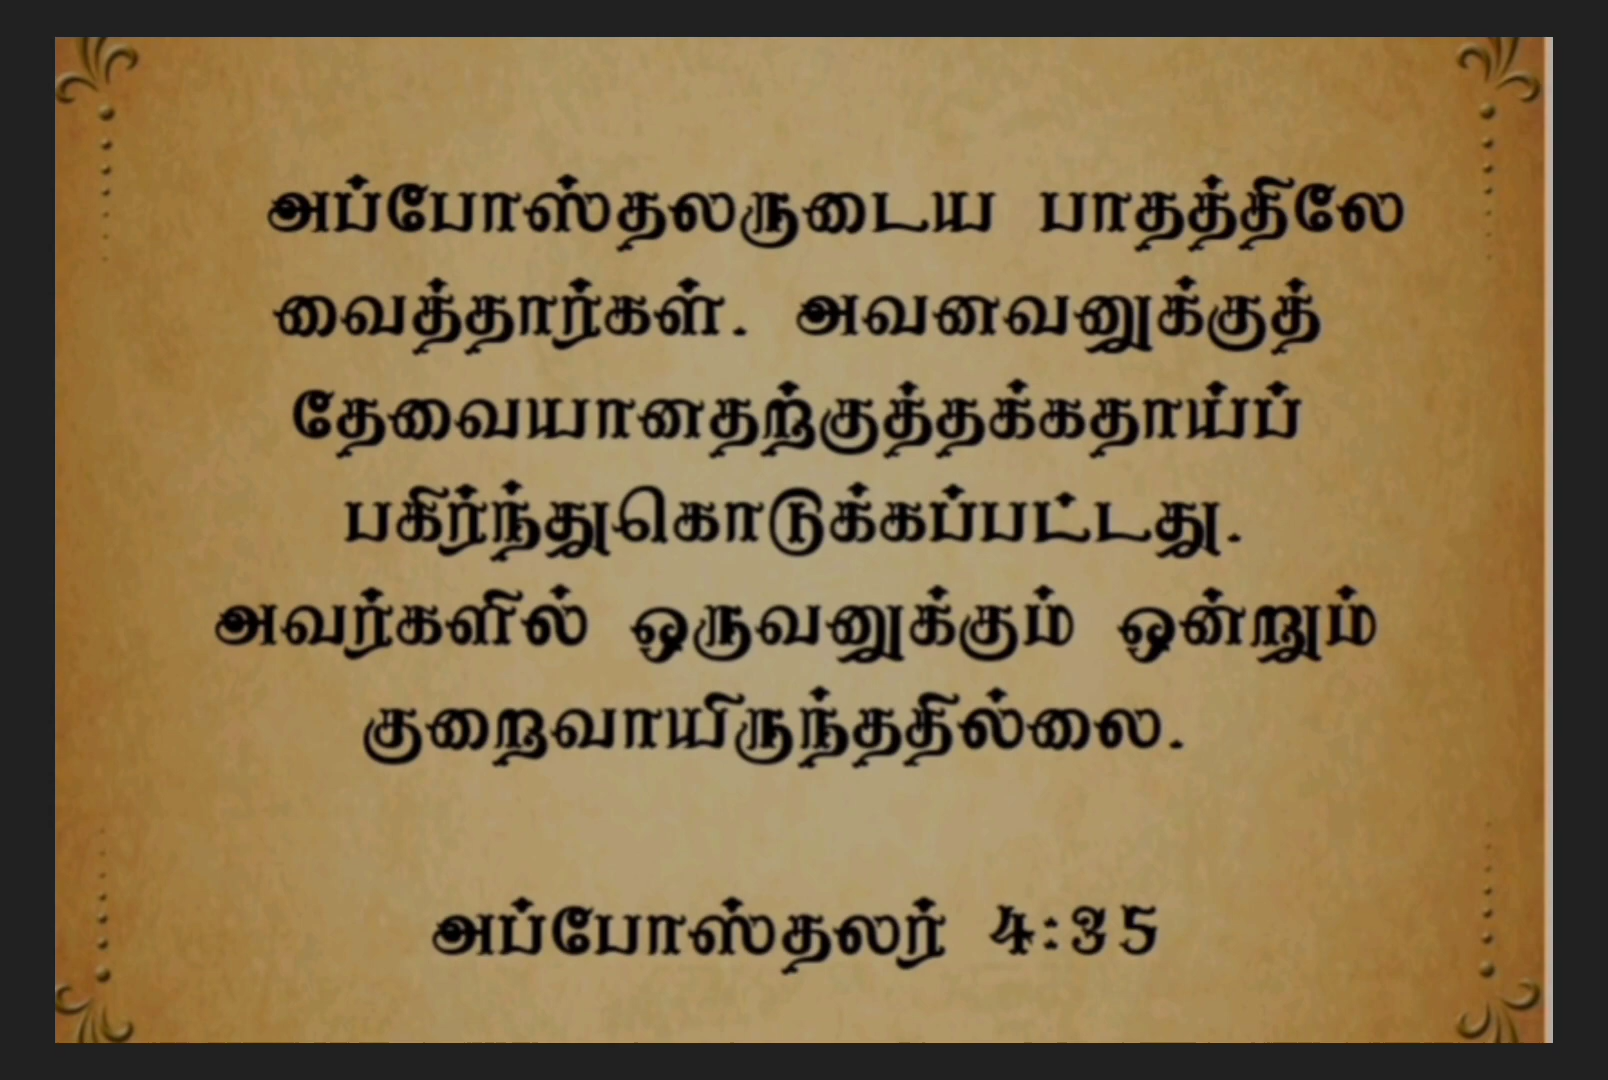 அப்போஸ்தலருடைய பாதத்திலே
வைத்தார்கள். அவனவனுக்குத்
தேவையானதற்குத்தக்கதாய்ப்
பகிர்ந்துகொடுக்கப்பட்டது.
அவர்களில் ஒருவனுக்கும் ஒன்றும்
குறைவாயிருந்ததில்லை.
அப்போஸ்தலர் 4:35